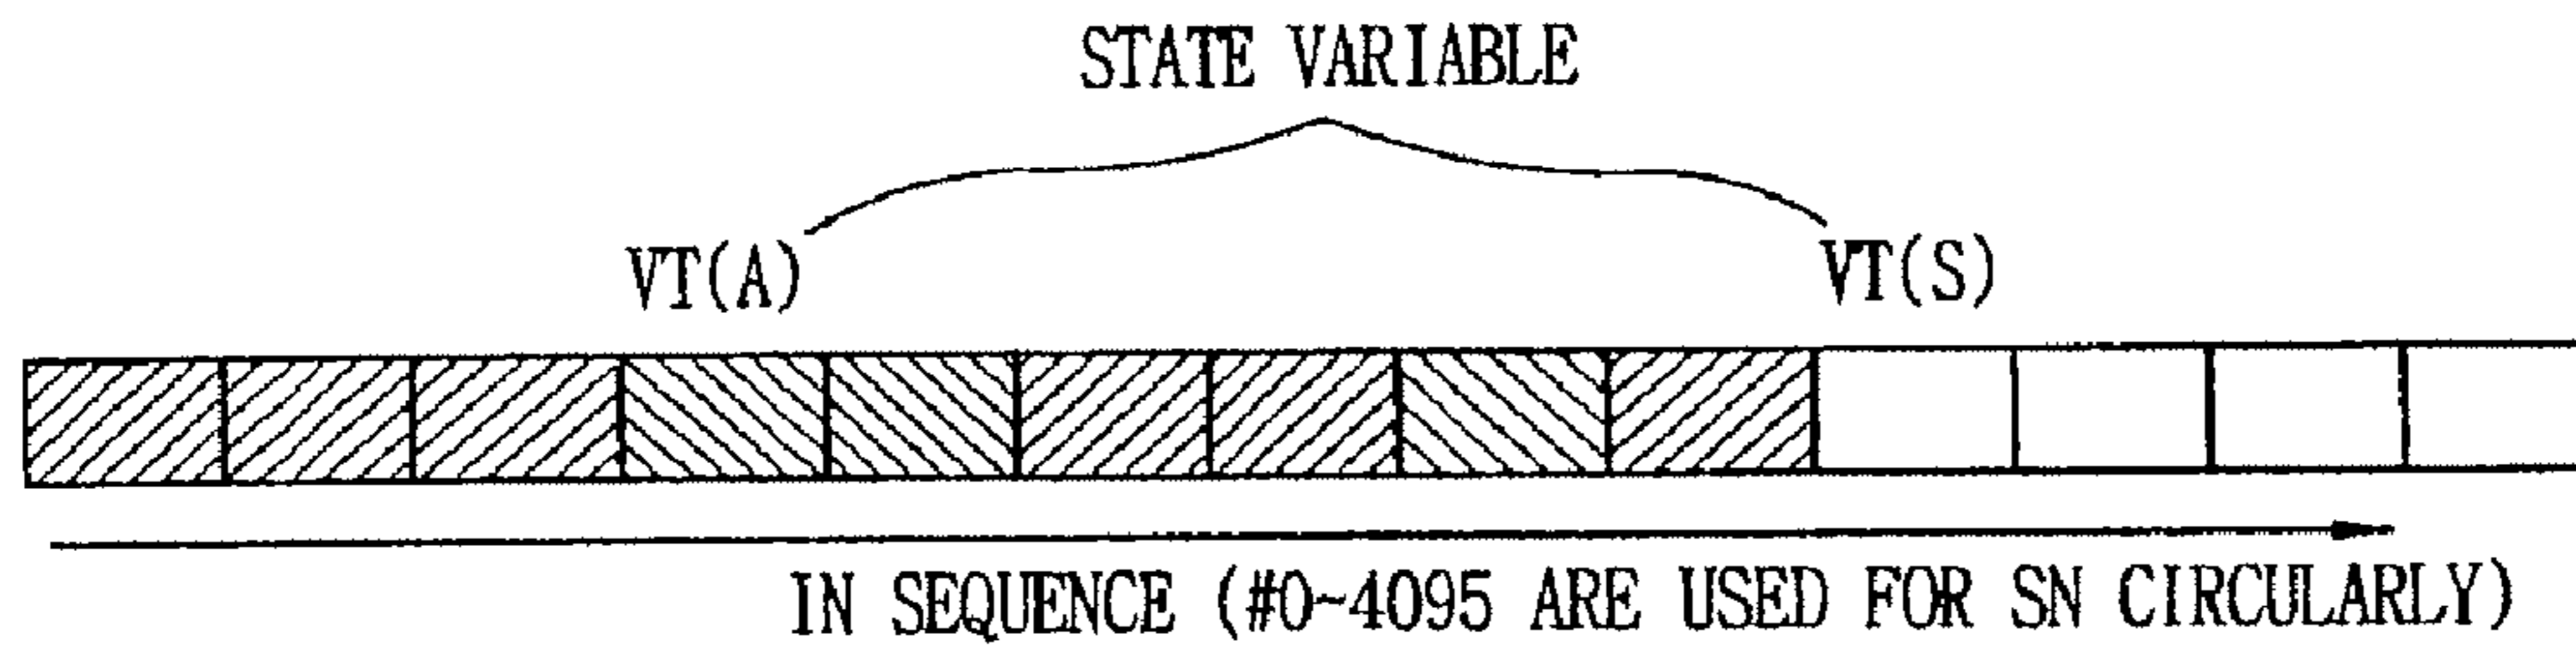 STATE VARIABLE
VT(A)
VT(S)
IN SEQUENCE (#0~4095 ARE USED FOR SN CIRCULARLY)